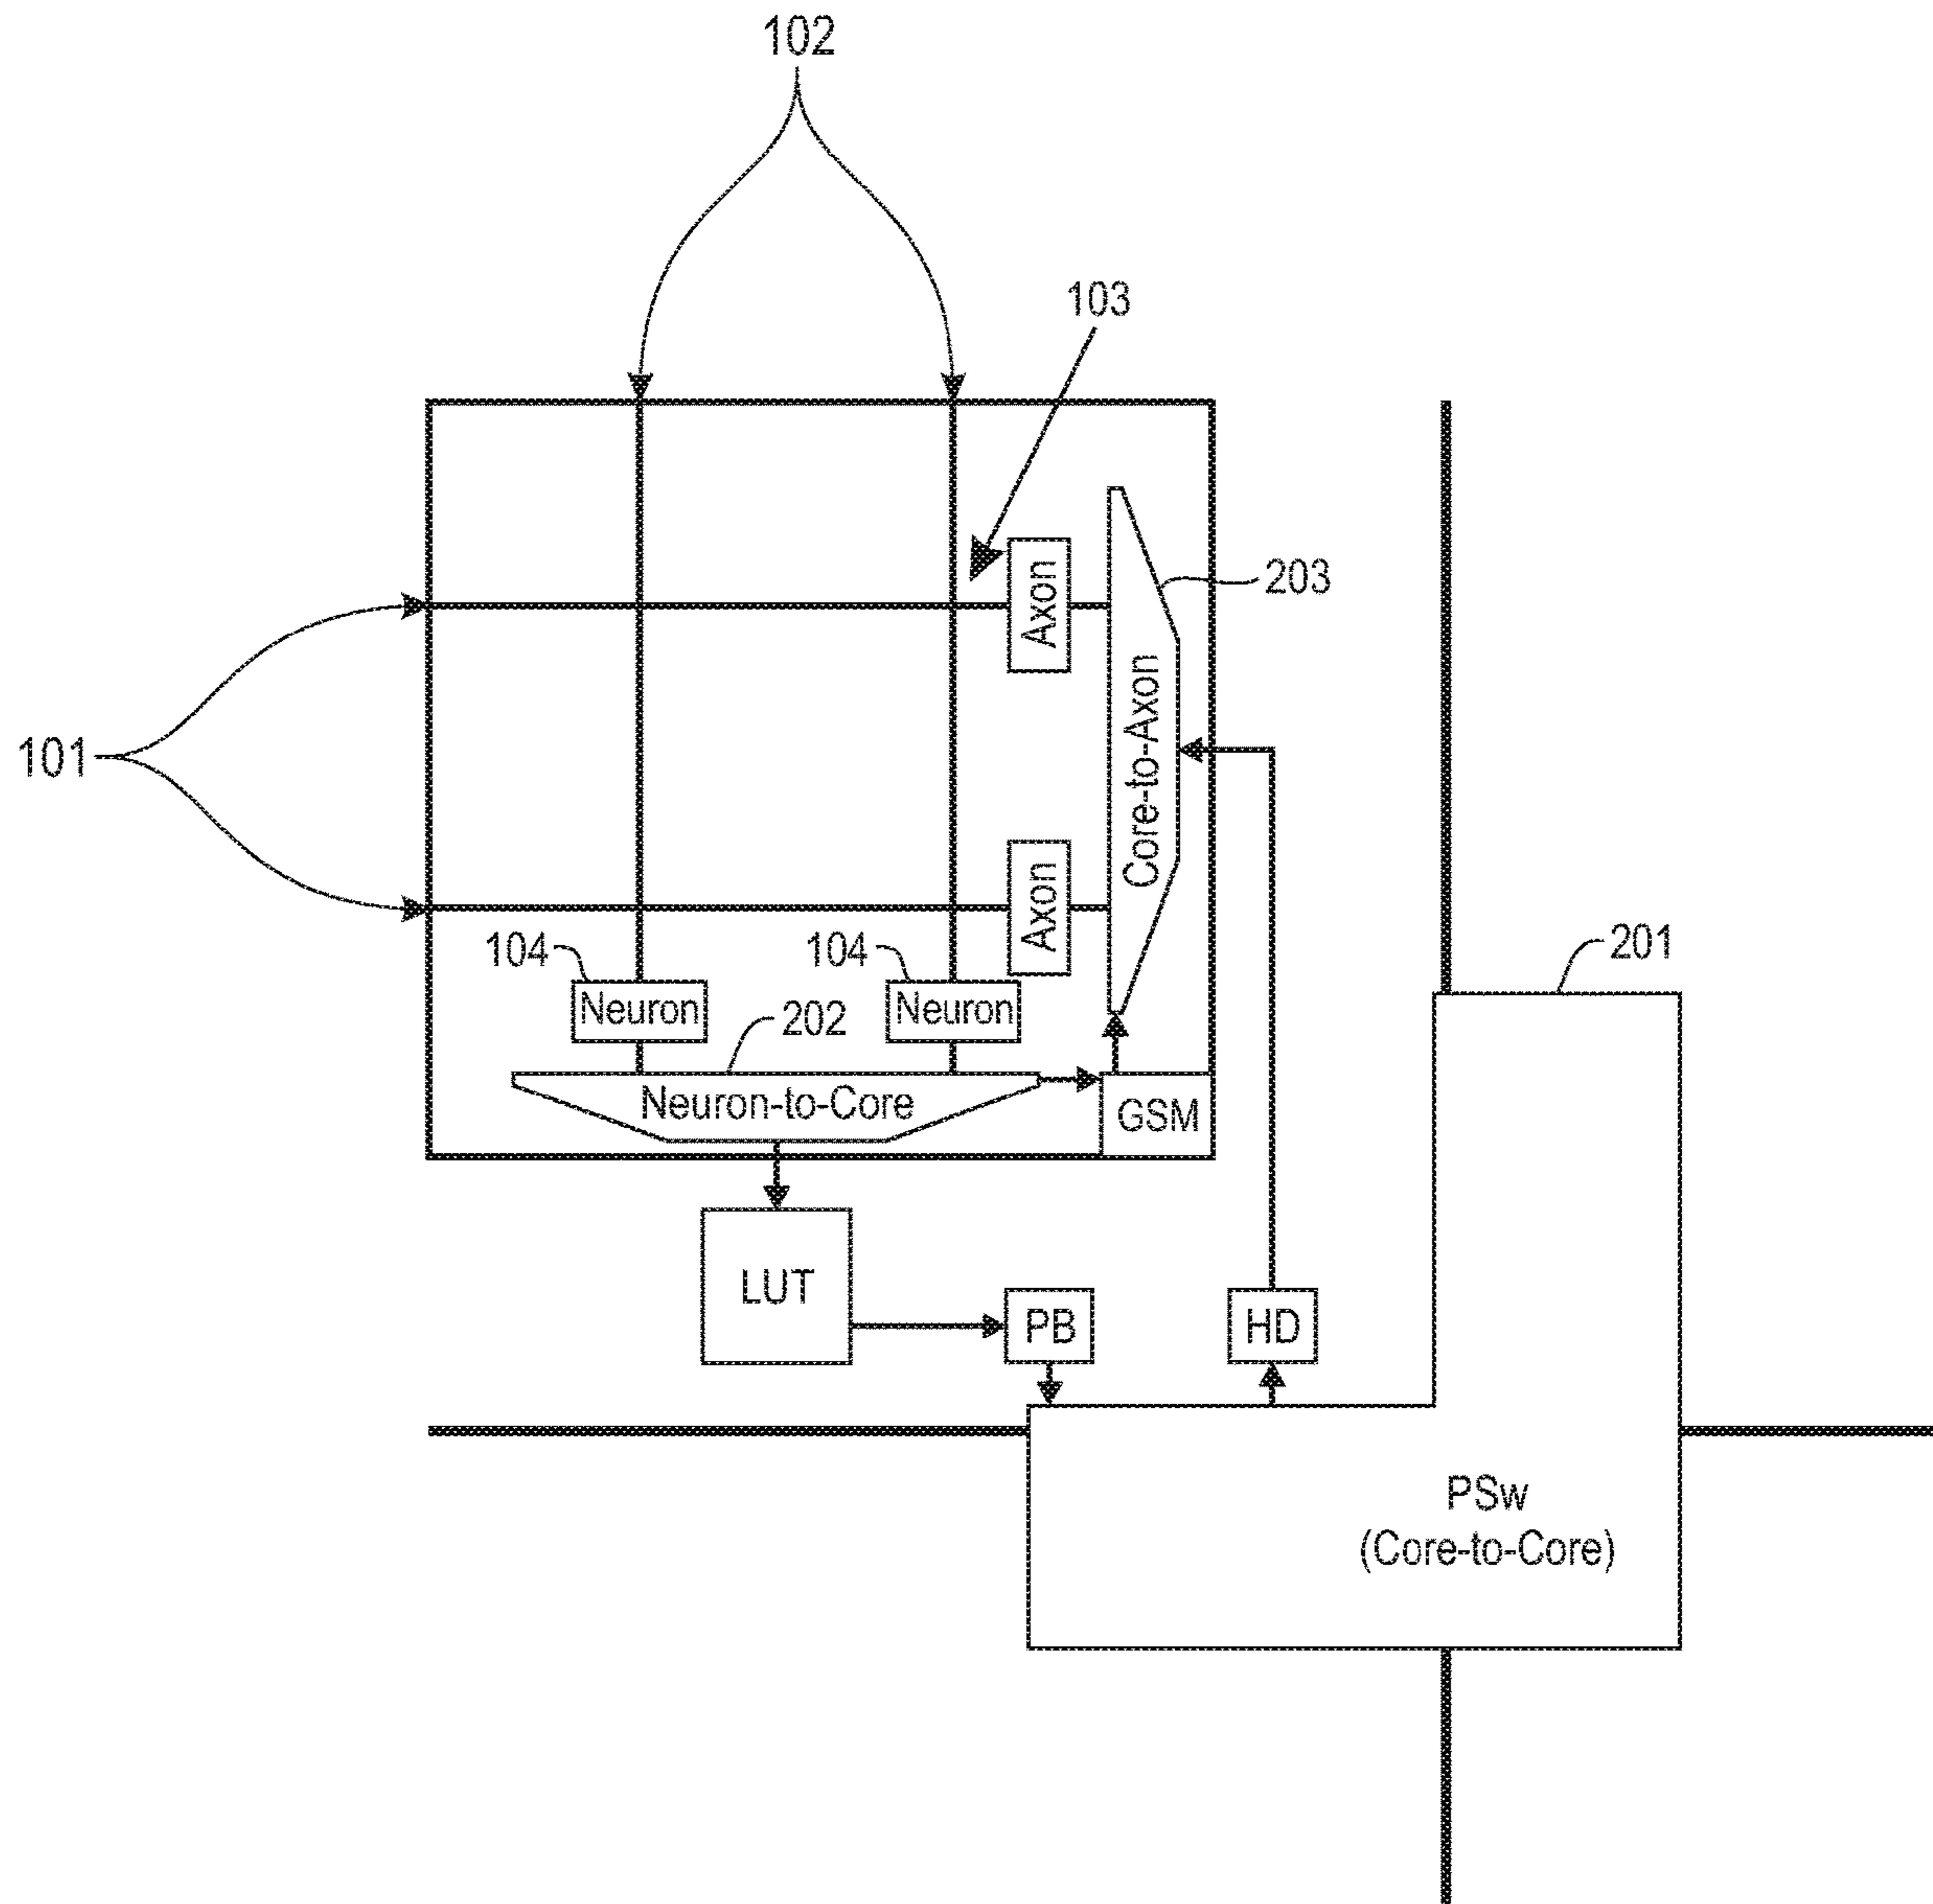 102
103
203
Axon
Core-to-Axon
101
Axon
201
104
104
Neuron
202
Neuron
Neuron-to-Core
GSM
LUT
PB
HD
PSw
(Core-to-Core)